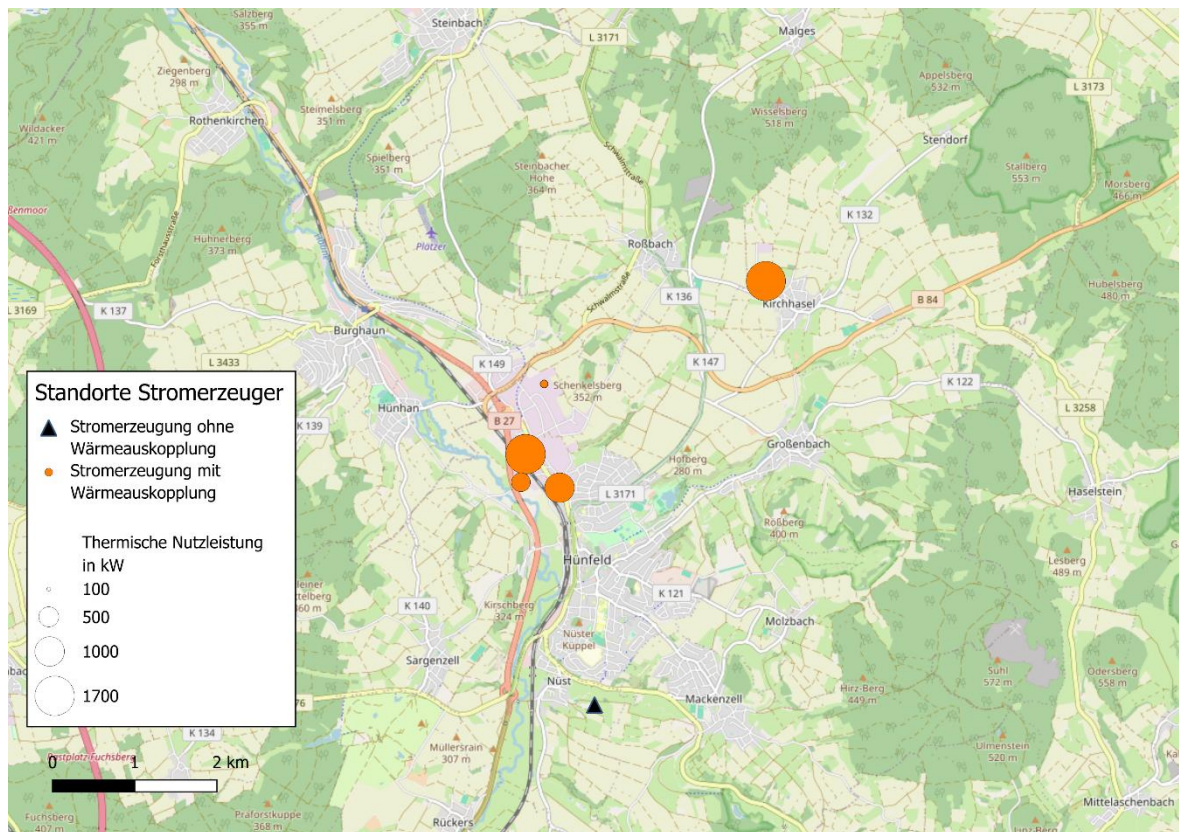 Salzberg
355 m
Steinbach
L 3171
Malges
Ziegenberg
298 m
Appelsberg
532 m
L 3173
Rothenkirchen
Steimelsberg
351 m
Wisselsberg
518 m
Wildacker
421 m
Stendorf
Spielberg
351 m
Steinbacher
Höhe
364 m
Schwalmstraße
Stallberg
553 m
Morsberg
466 m
Forsthausstraße
K 132
Hühnerberg
373 m
Platzer
Roßbach
Haune
Schwalmstraße
K 136
Kirchhasel
B 84
Hubelsberg
480 m
L 3169
K 137
Burghaun
L 3433
K 149
K 147
Schenkelsberg
352 m
K 122
Hünhan
K 139
B 27
L 3258
Großenbach
Hofberg
280 m
L 3171
Haselstein
Roßberg
400 m
Hünfeld
Lesberg
489 m
K 121
K 140
Kirschberg
324 m
Molzbach
Nüster
Küppel
Sargenzell
Nüst
Mackenzell
Hirz-Berg
449 m
Suhl
572 m
Odersberg
558 m
K 134
Müllersrain
307 m
Ulmenstein
520 m
Rückers
Praforstkuppe
368 m
Fuchsberg
407 m
Mittelaschenbach
Standorte Stromerzeuger
Stromerzeugung ohne
Wärmeauskopplung
Stromerzeugung mit
Wärmeauskopplung
Thermische Nutzleistung
in kW
100
500
1000
1700
0 1 2 km